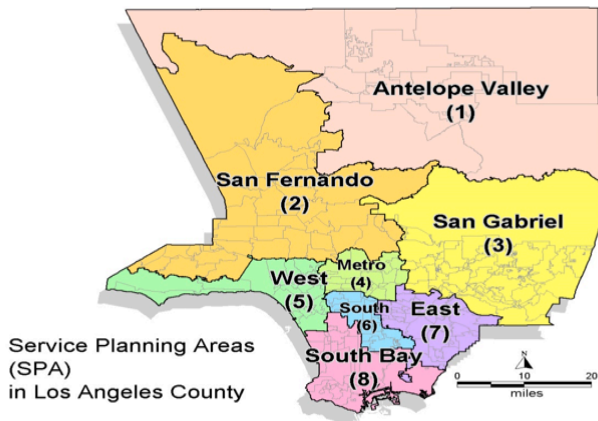 Antelope Valley
(1)
San Fernando
(2)
San Gabriel
(3)
Metro
(4)
West
(5)
South
(6)
East
(7)
South Bay
(8)
Service Planning Areas
(SPA)
in Los Angeles County
N
0 10 20
miles